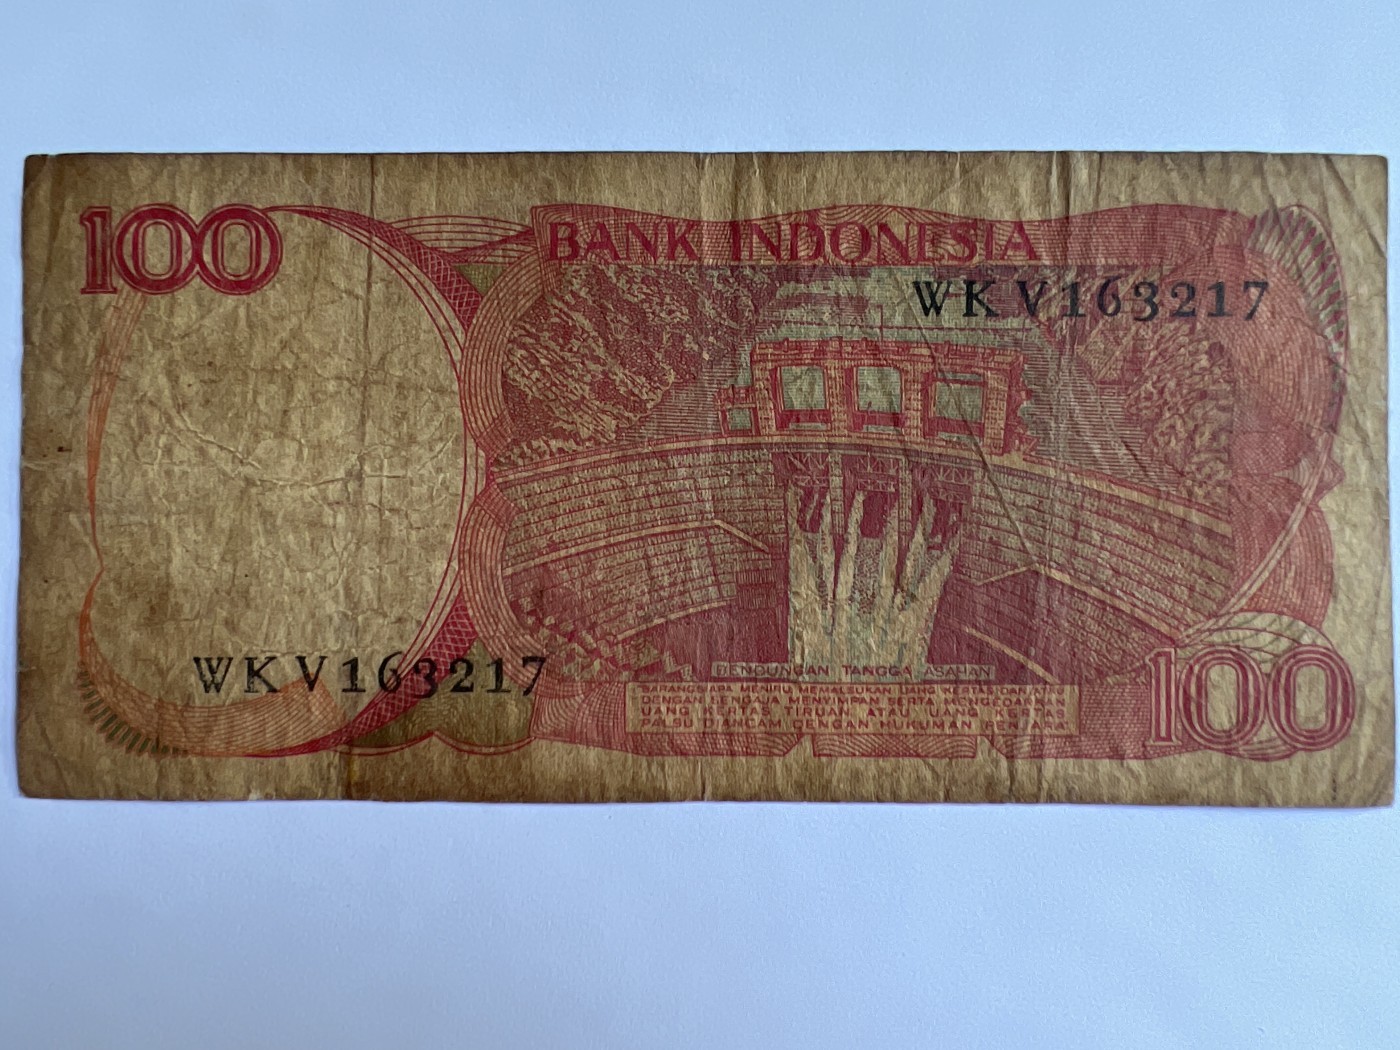 100
BANK INDONESIA
WKV163217
WKV163217
BENDUNGAN TANGGA ASAHAN
BARANGSIAPA MENIRU, MEMALSUKAN UANG KERTAS DAN ATAU
DENGAN SENGAJA MENYIMPAN SERTA MENGEDARKAN
UANG KERTAS TIRUAN ATAU UANG KERTAS
PALSU DIANCAM DENGAN HUKUMAN PENJARA
100